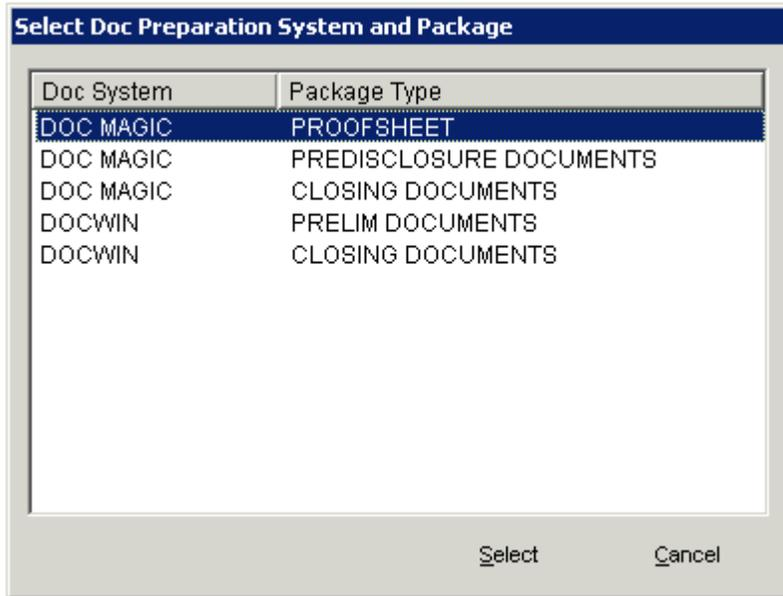 Select Doc Preparation System and Package
Doc System Package Type
DOC MAGIC PROOFSHEET
DOC MAGIC PREDISCLOSURE DOCUMENTS
DOC MAGIC CLOSING DOCUMENTS
DOCWIN PRELIM DOCUMENTS
DOCWIN CLOSING DOCUMENTS
Select Cancel